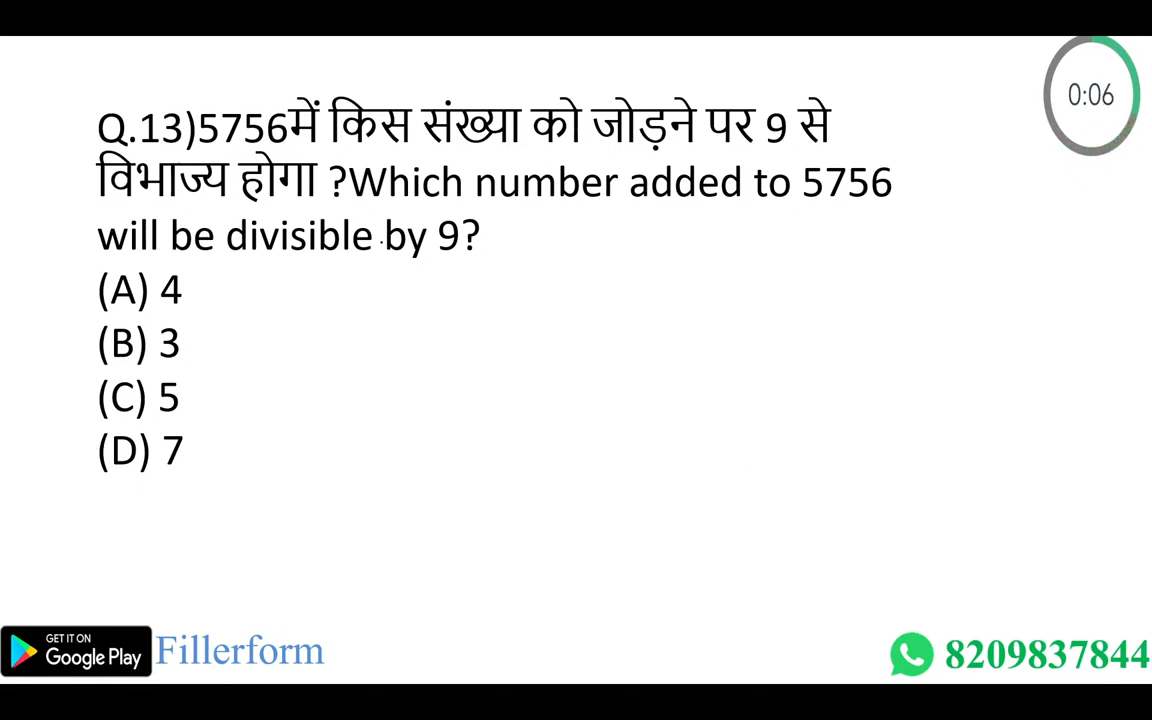 0:06
Q.13)5756में किस संख्या को जोड़ने पर 9 से
विभाज्य होगा ?Which number added to 5756
will be divisible by 9?
(A) 4
(B) 3
(C) 5
(D) 7
GET IT ON
Google Play
Fillerform
8209837844